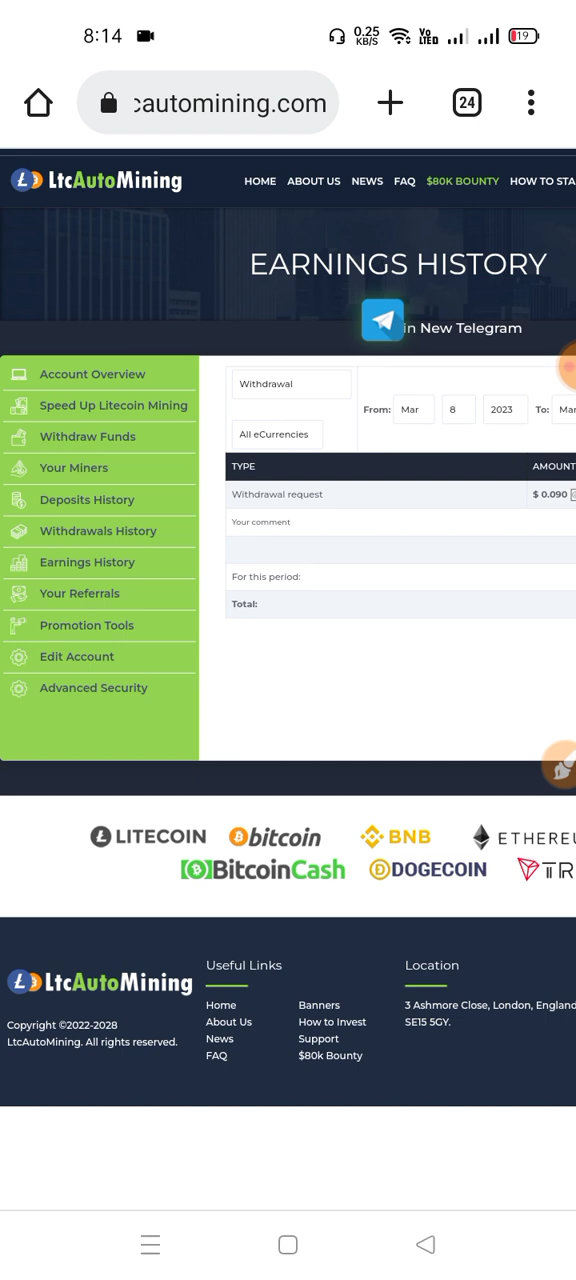 8:14
0.25 KB/S
Vo LTED
19
cautomining.com
24
LtcAutoMining
HOME ABOUT US NEWS FAQ $80K BOUNTY HOW TO STA
EARNINGS HISTORY
in New Telegram
Account Overview
Speed Up Litecoin Mining
Withdraw Funds
Your Miners
Deposits History
Withdrawals History
Earnings History
Your Referrals
Promotion Tools
Edit Account
Advanced Security
Withdrawal
All eCurrencies
From: Mar 8 2023 To: Mar
TYPE AMOUNT
Withdrawal request $ 0.090
Your comment
For this period:
Total:
LITECOIN bitcoin BNB ETHEREU
BitcoinCash DOGECOIN TR
LtcAutoMining
Copyright ©2022-2028
LtcAutoMining. All rights reserved.
Useful Links
Home
About Us
News
FAQ
Banners
How to Invest
Support
$80k Bounty
Location
3 Ashmore Close, London, England
SE15 5GY.